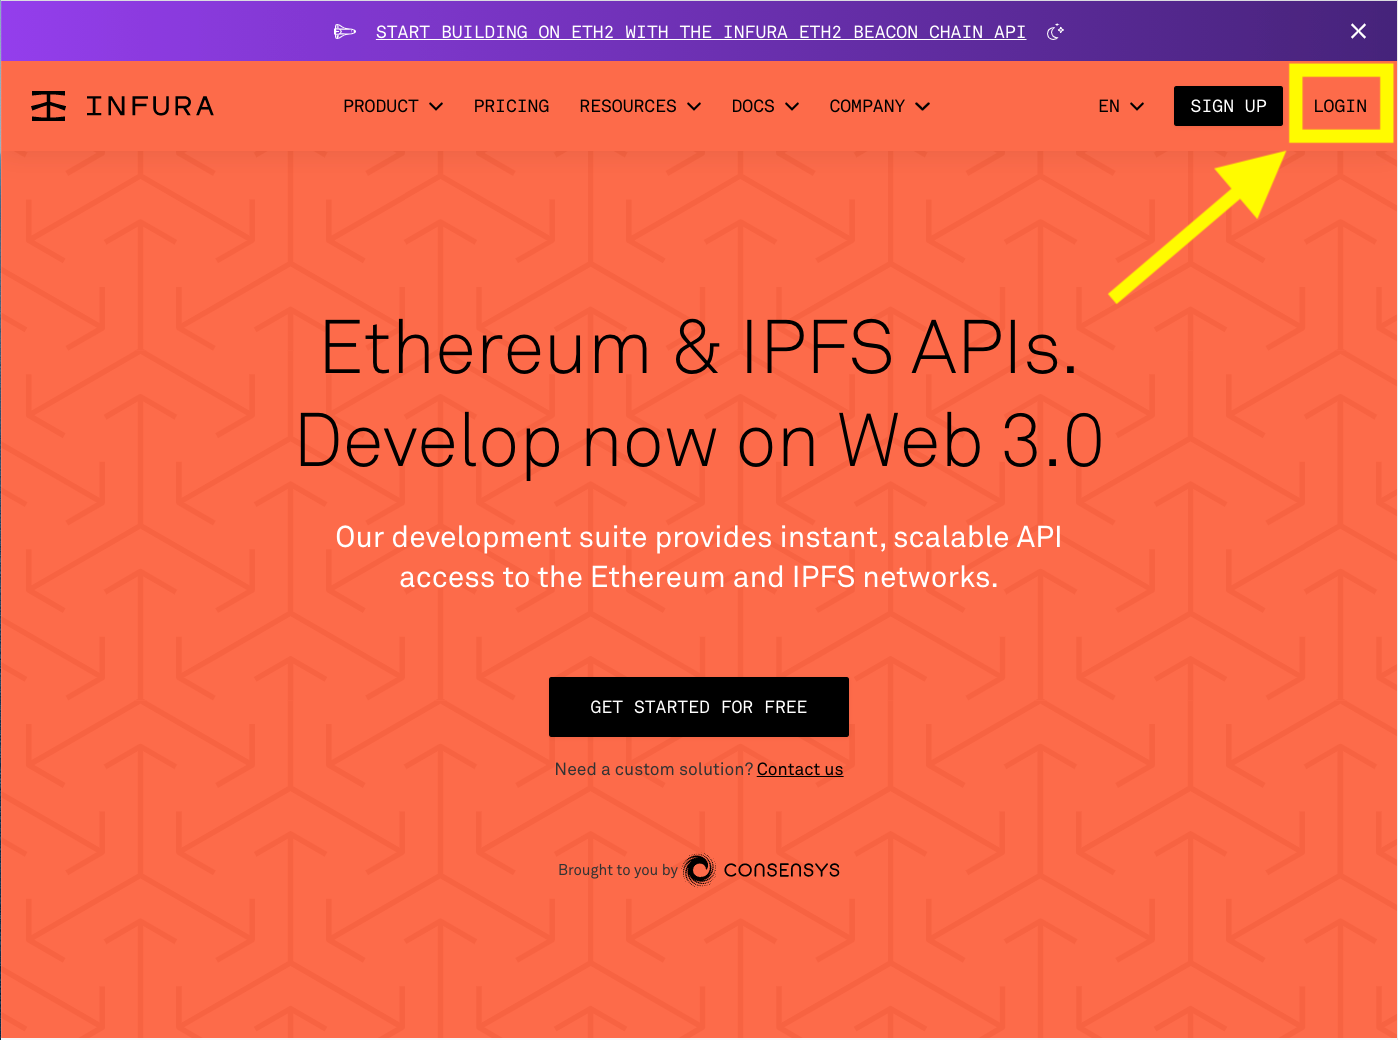 START BUILDING ON ETH2 WITH THE INFURA ETH2 BEACON CHAIN API
INFURA PRODUCT PRICING RESOURCES DOCS COMPANY EN SIGN UP LOGIN
Ethereum & IPFS APIs.
Develop now on Web 3.0
Our development suite provides instant, scalable API
access to the Ethereum and IPFS networks.
GET STARTED FOR FREE
Need a custom solution? Contact us
Brought to you by CONSENSYS